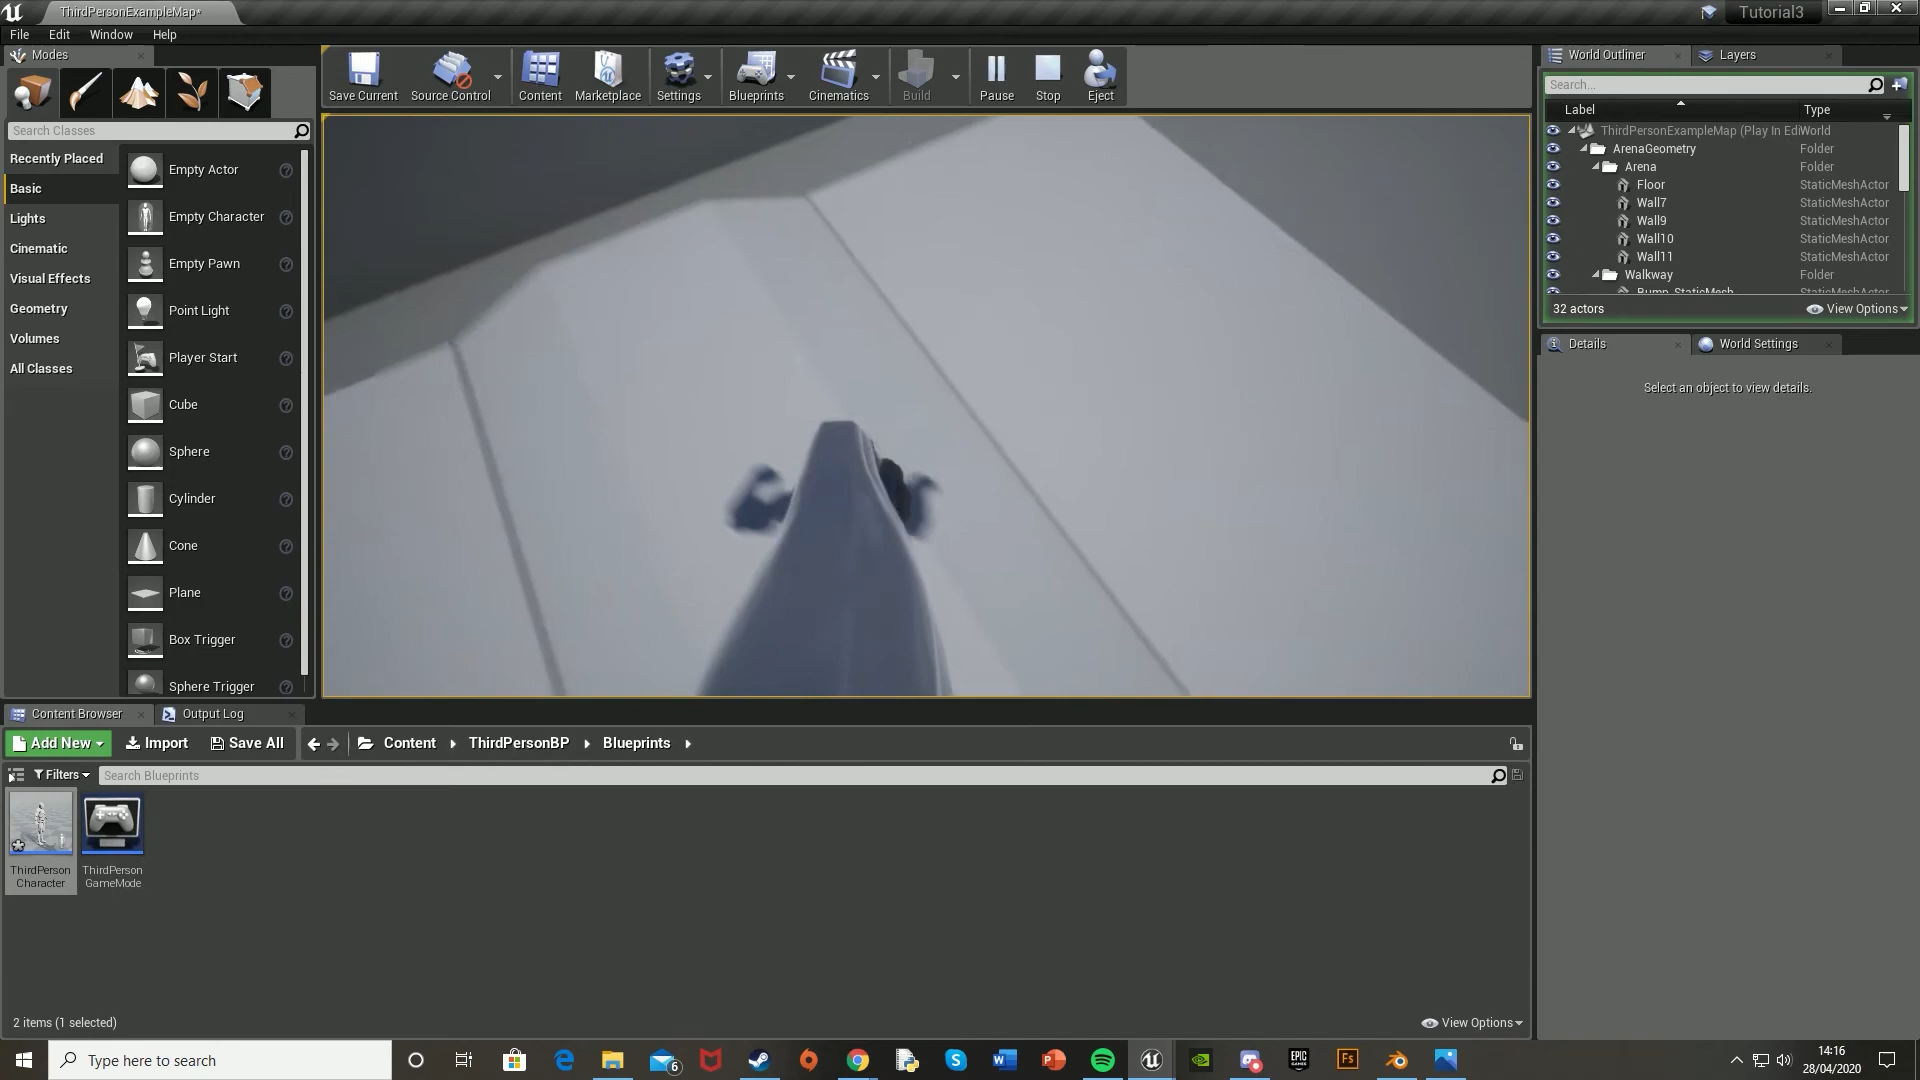 ThirdPersonExampleMap*
Tutorial3
File Edit Window Help
Modes
Search Classes
Recently Placed
Basic
Lights
Cinematic
Visual Effects
Geometry
Volumes
All Classes
Empty Actor
Empty Character
Empty Pawn
Point Light
Player Start
Cube
Sphere
Cylinder
Cone
Plane
Box Trigger
Sphere Trigger
Save Current
Source Control
Content
Marketplace
Settings
Blueprints
Cinematics
Build
Pause
Stop
Eject
World Outliner
Layers
Search...
Label Type
ThirdPersonExampleMap (Play In Edi World
ArenaGeometry Folder
Arena Folder
Floor StaticMeshActor
Wall7 StaticMeshActor
Wall9 StaticMeshActor
Wall10 StaticMeshActor
Wall11 StaticMeshActor
Walkway Folder
Bump_StaticMesh
32 actors
View Options
Details
World Settings
Select an object to view details.
Content Browser
Output Log
Add New
Import
Save All
Content
ThirdPersonBP
Blueprints
Filters
Search Blueprints
ThirdPerson
Character
ThirdPerson
GameMode
2 items (1 selected)
View Options
Type here to search
6
EPIC
GAMES
Fs
14:16
28/04/2020